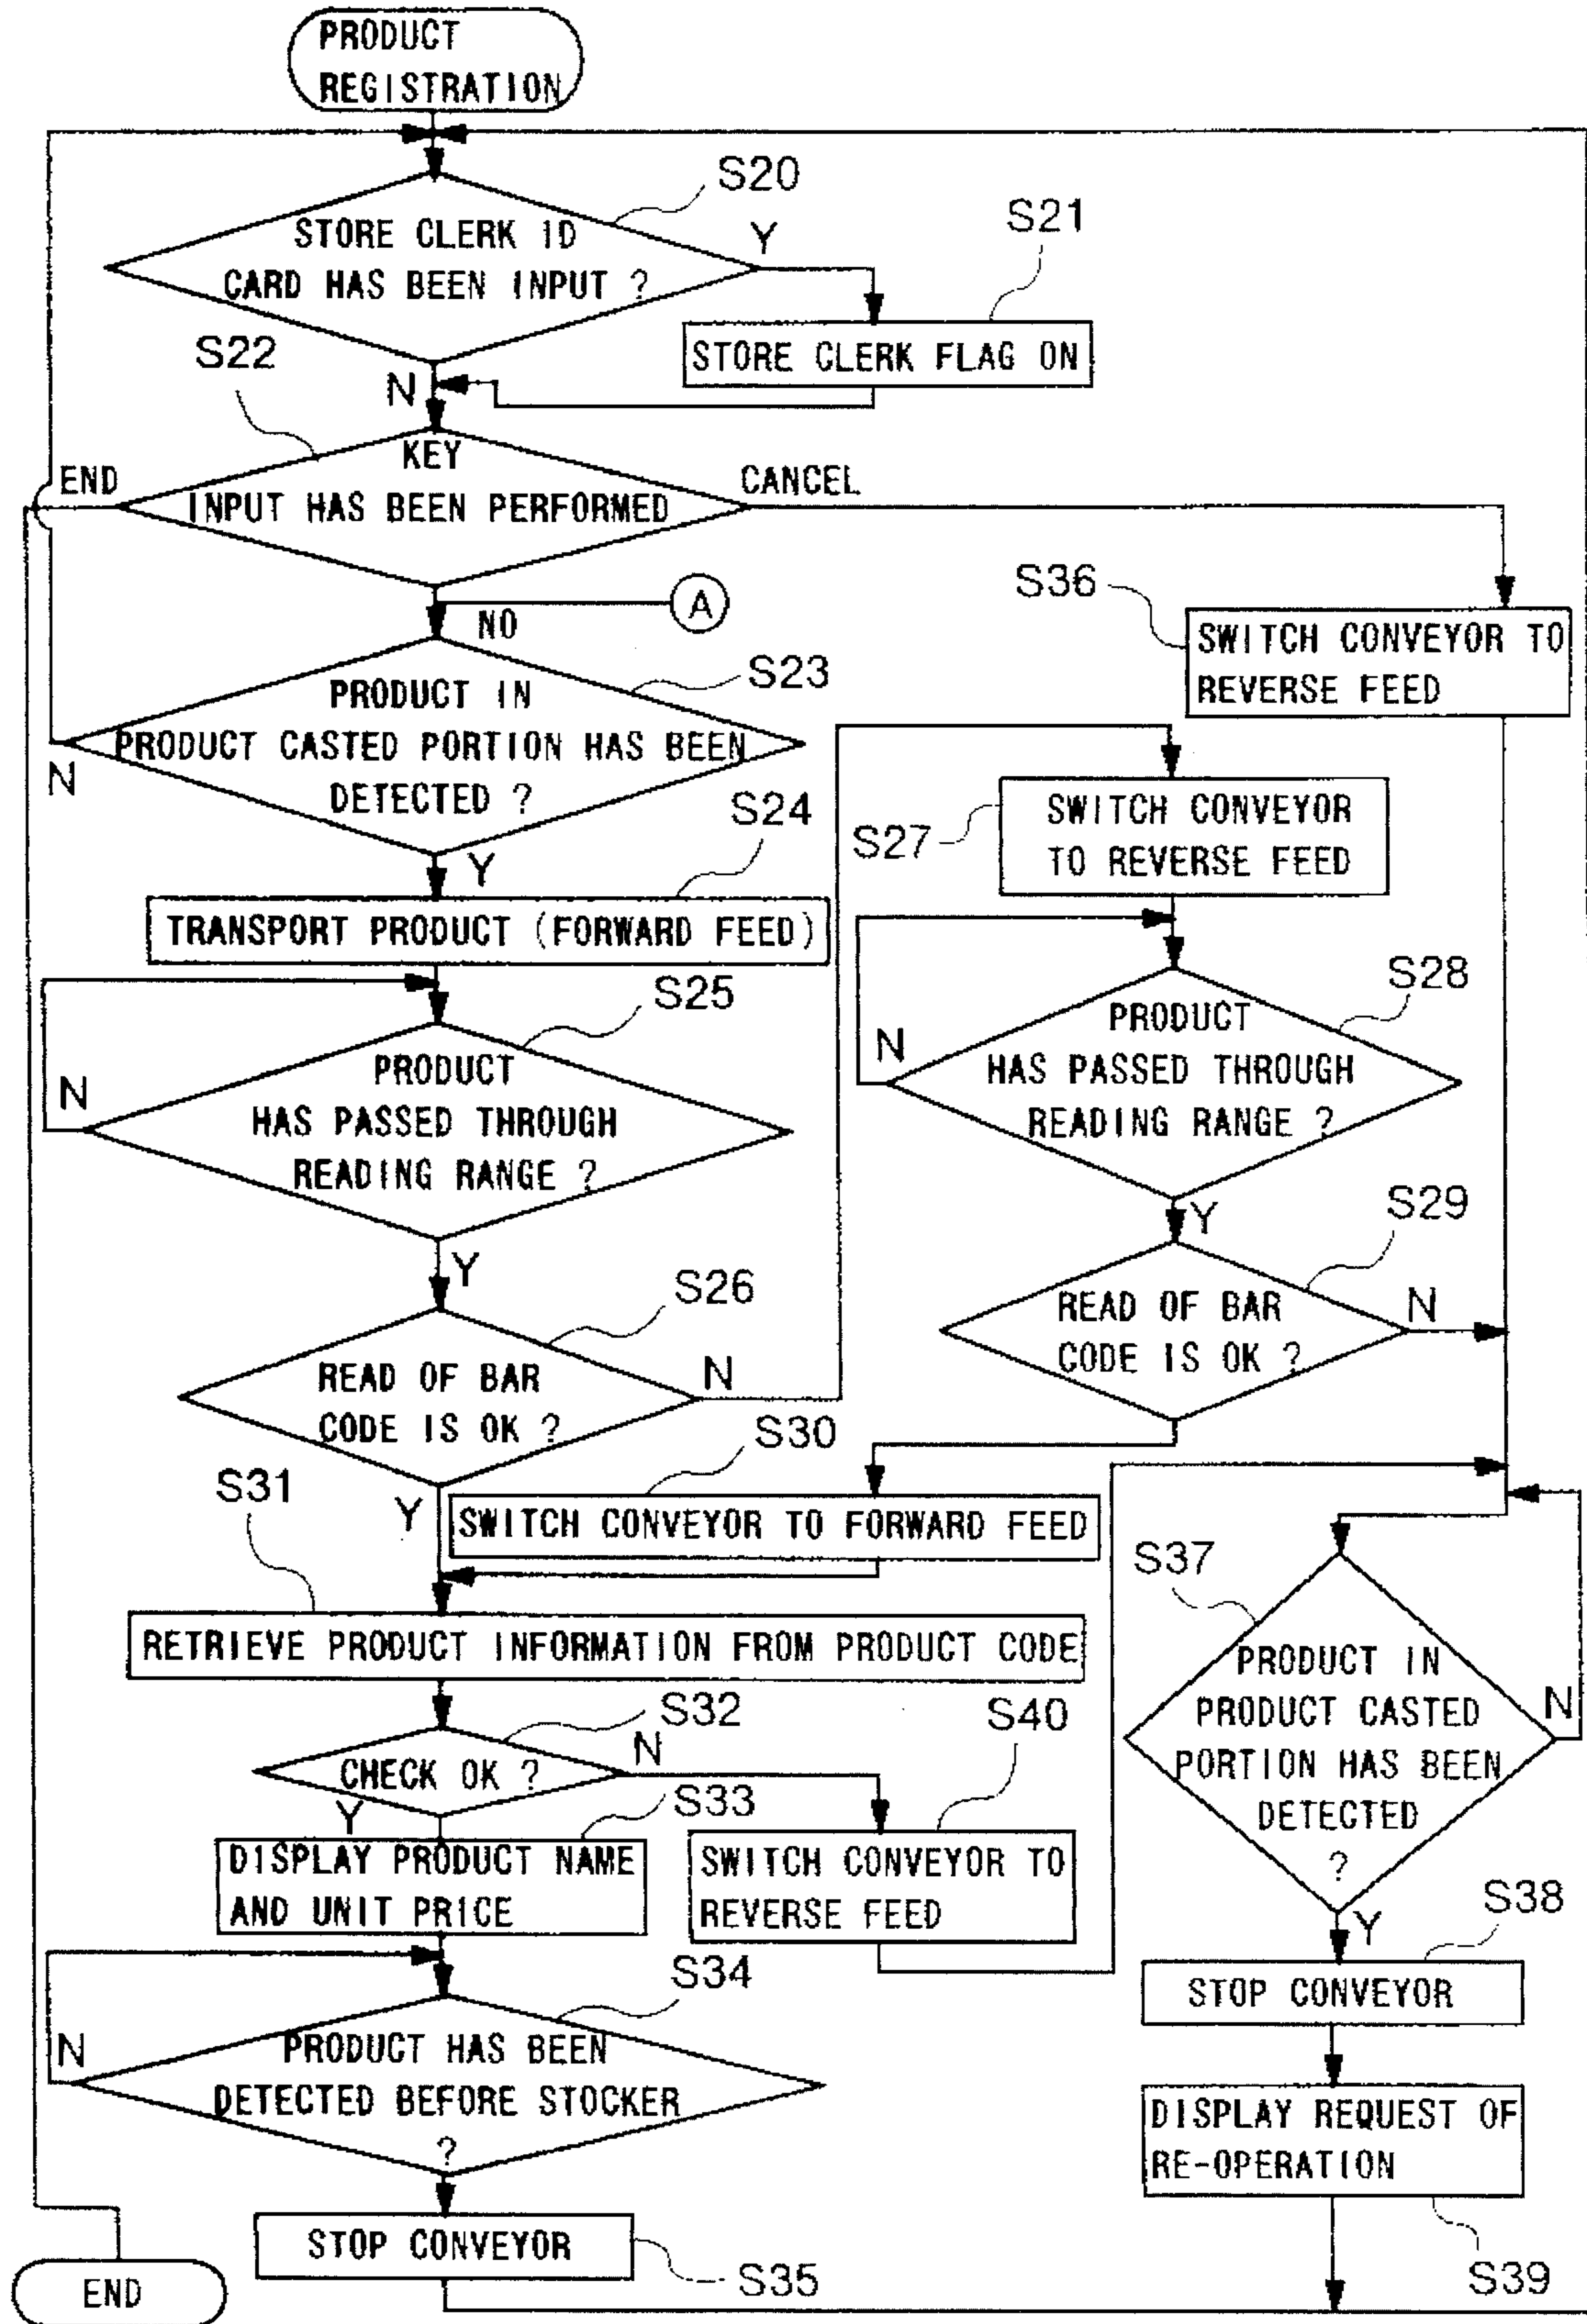 PRODUCT
REGISTRATION
S20
STORE CLERK ID
CARD HAS BEEN INPUT ?
Y
S21
STORE CLERK FLAG ON
N
S22
KEY
INPUT HAS BEEN PERFORMED
END
CANCEL
S36
SWITCH CONVEYOR TO
REVERSE FEED
A
NO
S23
PRODUCT IN
PRODUCT CASTED PORTION HAS BEEN
DETECTED ?
N
Y
S24
TRANSPORT PRODUCT (FORWARD FEED)
S25
PRODUCT
HAS PASSED THROUGH
READING RANGE ?
N
Y
S26
READ OF BAR
CODE IS OK ?
N
Y
S27
SWITCH CONVEYOR
TO REVERSE FEED
S28
PRODUCT
HAS PASSED THROUGH
READING RANGE ?
N
Y
S29
READ OF BAR
CODE IS OK ?
N
S30
SWITCH CONVEYOR TO FORWARD FEED
S31
RETRIEVE PRODUCT INFORMATION FROM PRODUCT CODE
S32
CHECK OK ?
N
Y
S33
DISPLAY PRODUCT NAME
AND UNIT PRICE
S40
SWITCH CONVEYOR TO
REVERSE FEED
S34
PRODUCT HAS BEEN
DETECTED BEFORE STOCKER
?
N
STOP CONVEYOR
S35
S37
PRODUCT IN
PRODUCT CASTED
PORTION HAS BEEN
DETECTED
?
N
Y
S38
STOP CONVEYOR
DISPLAY REQUEST OF
RE-OPERATION
S39
END